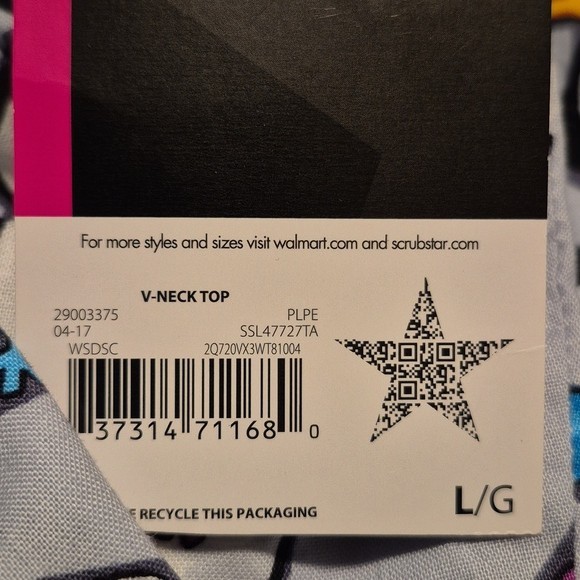 For more styles and sizes visit walmart.com and scrubstar.com
V-NECK TOP
29003375 PLPE
04-17 SSL47727TA
WSDSC 2Q720VX3WT81004
37314 71168 0
RECYCLE THIS PACKAGING
L/G